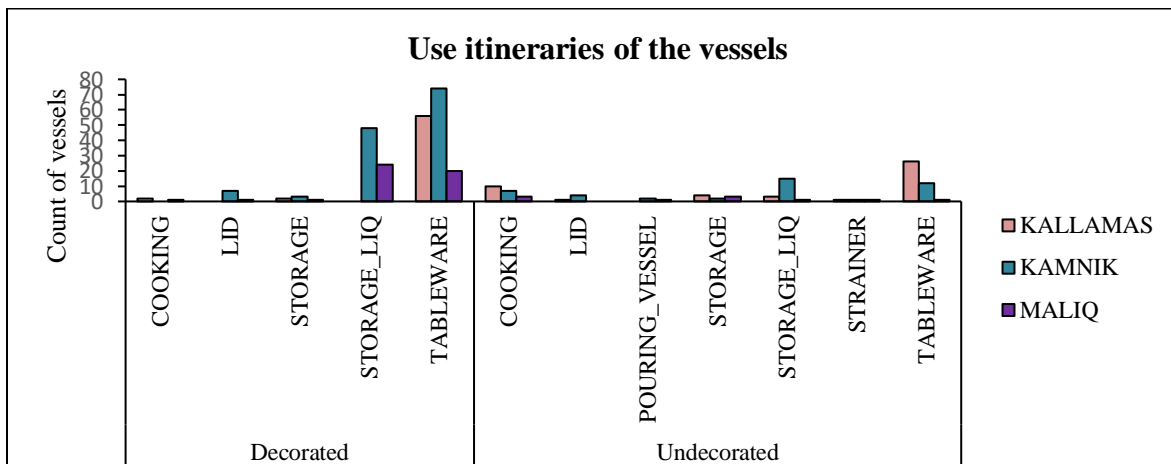 Use itineraries of the vessels
Count of vessels
80
70
60
50
40
30
20
10
0
COOKING
LID
STORAGE
STORAGE_LIQ
TABLEWARE
COOKING
LID
POURING_VESSEL
STORAGE
STORAGE_LIQ
STRAINER
TABLEWARE
Decorated
Undecorated
KALLAMAS
KAMNIK
MALIQ